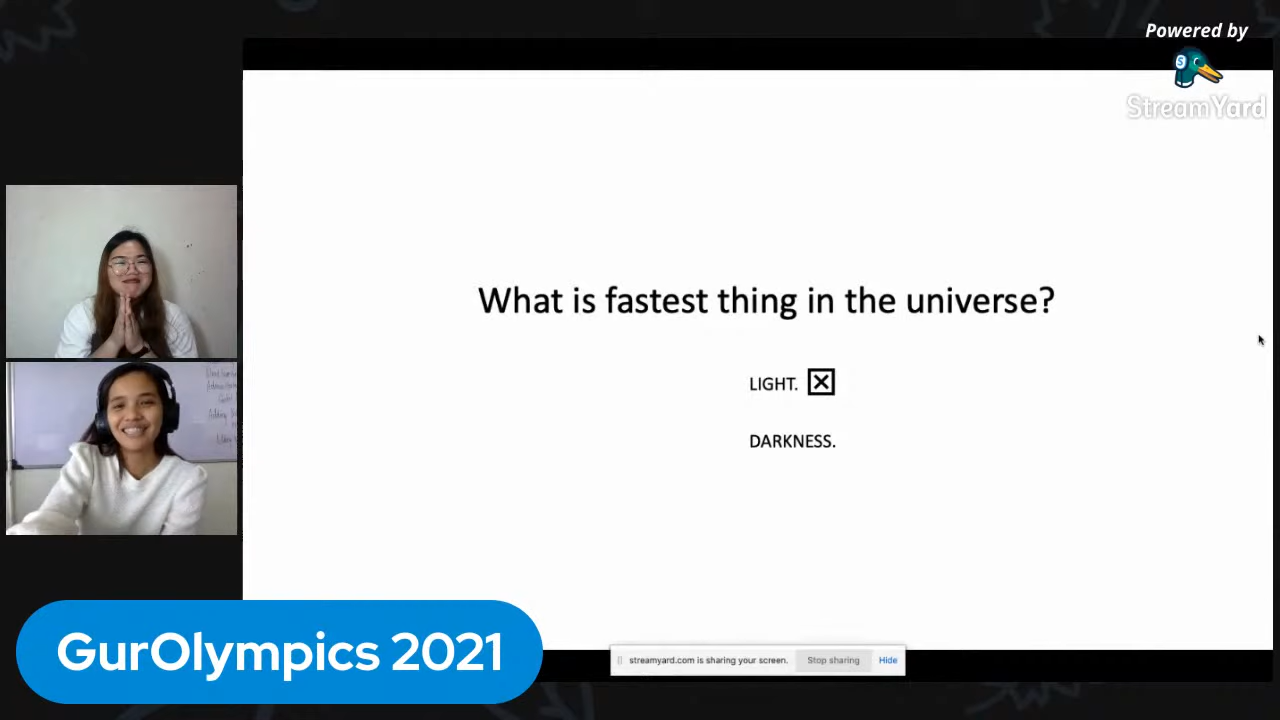 Powered by
StreamYard
What is fastest thing in the universe?
LIGHT.
DARKNESS.
GurOlympics 2021
streamyard.com is sharing your screen. Stop sharing Hide